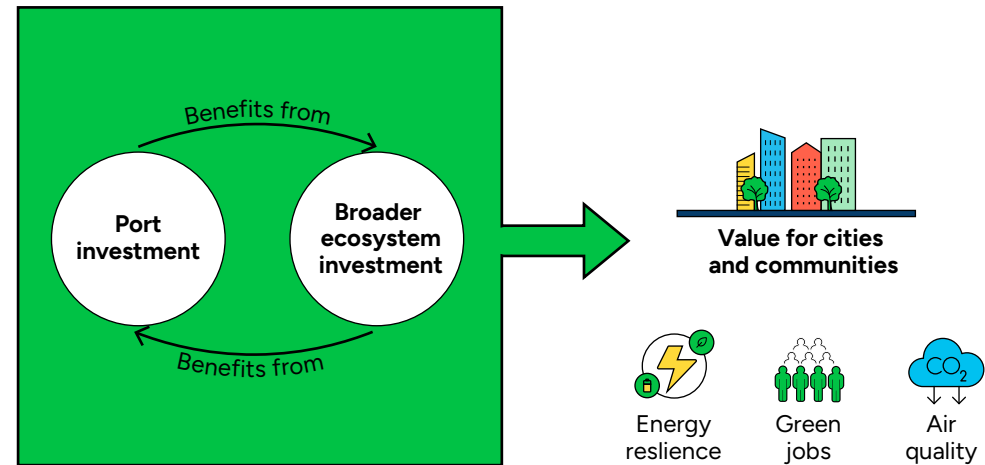 Benefits from
Port
investment
Broader
ecosystem
investment
Benefits from
Value for cities
and communities
Energy
reslience
Green
jobs
CO2
Air
quality